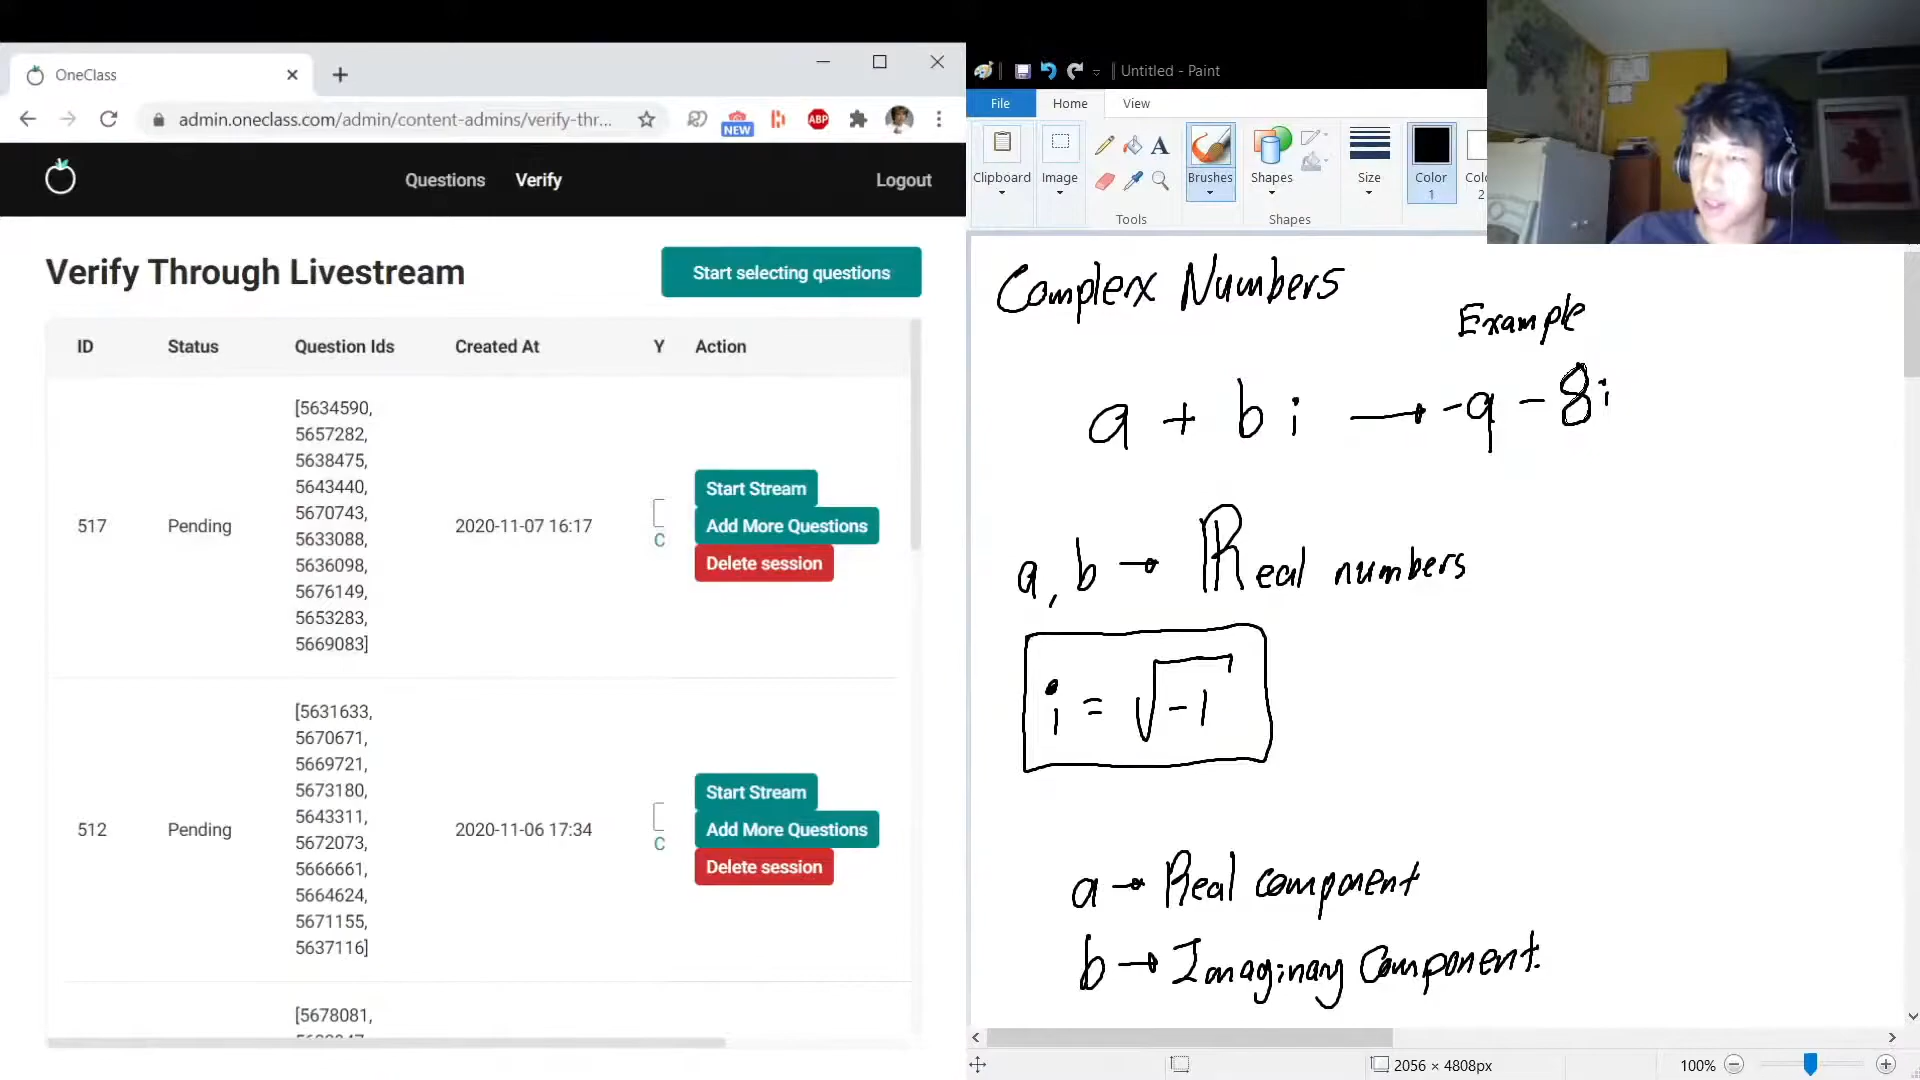 OneClass
admin.oneclass.com/admin/content-admins/verify-thr...
NEW
ABP
Questions Verify Logout
Verify Through Livestream
Start selecting questions
ID Status Question Ids Created At Y Action
517 Pending 2020-11-07 16:17
[5634590,
5657282,
5638475,
5643440,
5670743,
5633088,
5636098,
5676149,
5653283,
5669083]
C
Start Stream
Add More Questions
Delete session
512 Pending 2020-11-06 17:34
[5631633,
5670671,
5669721,
5673180,
5643311,
5672073,
5666661,
5664624,
5671155,
5637116]
C
Start Stream
Add More Questions
Delete session
[5678081,
Untitled - Paint
File Home View
Clipboard Image Brushes Shapes Size Color 1
2
Tools Shapes
Complex Numbers
Example
a + bi → -9 - 8i
a, b → Real numbers
i = √-1
a → Real component
b → Imaginary Component.
2056 × 4808px 100%